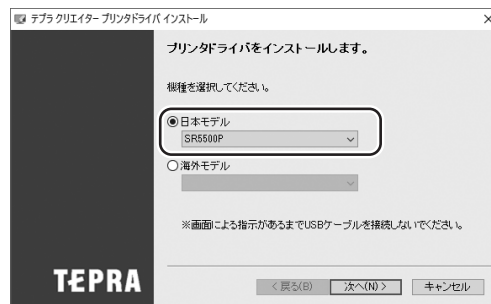 テプラ クリエイター プリンタドライバ インストール
プリンタドライバをインストールします。
機種を選択してください。
日本モデル
SR5500P
海外モデル
※画面による指示があるまでUSBケーブルを接続しないでください。
TEPRA
< 戻る(B)
次へ(N) >
キャンセル